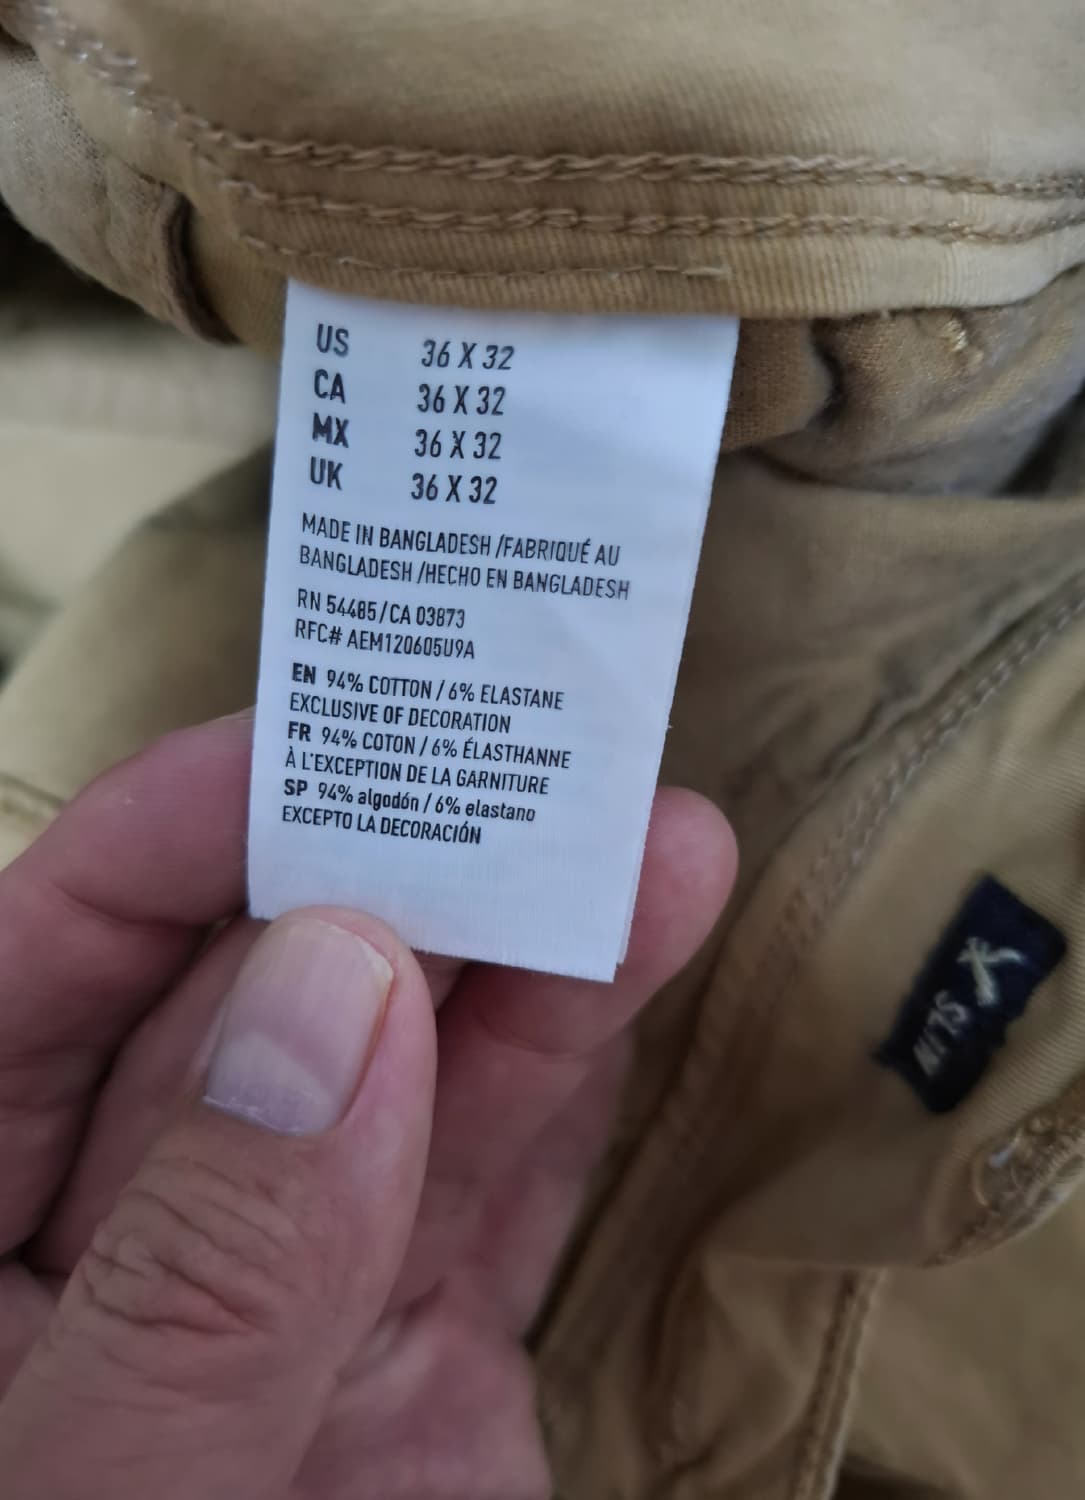 US 36 X 32
CA 36 X 32
MX 36 X 32
UK 36 X 32
MADE IN BANGLADESH /FABRIQUÉ AU
BANGLADESH /HECHO EN BANGLADESH
RN 54485/CA 03873
RFC# AEM120605U9A
EN 94% COTTON / 6% ELASTANE
EXCLUSIVE OF DECORATION
FR 94% COTON / 6% ÉLASTHANNE
À L'EXCEPTION DE LA GARNITURE
SP 94% algodón / 6% elastano
EXCEPTO LA DECORACIÓN
SLIM